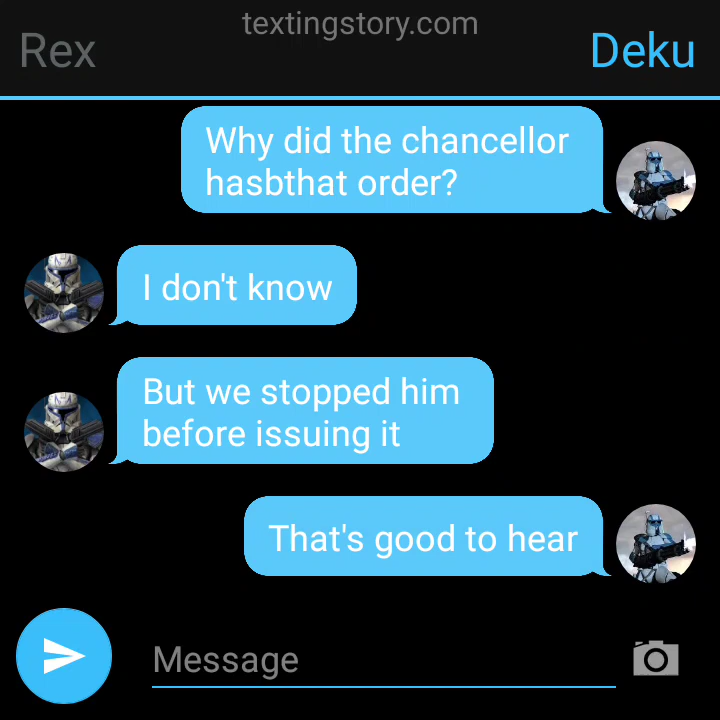 textingstory.com
Rex
Deku
Why did the chancellor
hasbthat order?
I don't know
But we stopped him
before issuing it
That's good to hear
Message